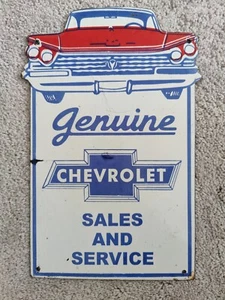 Genuine
CHEVROLET
SALES
AND
SERVICE